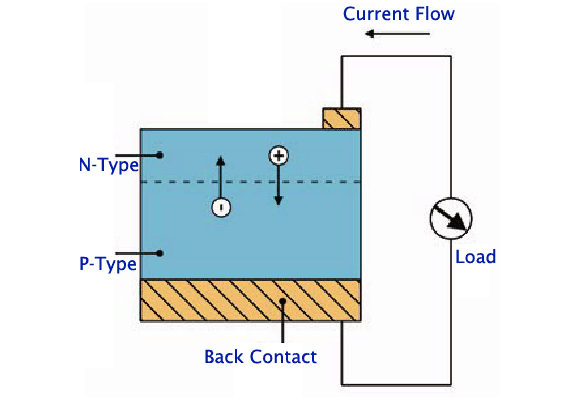 Current Flow
N-Type
+
-
P-Type
Load
Back Contact